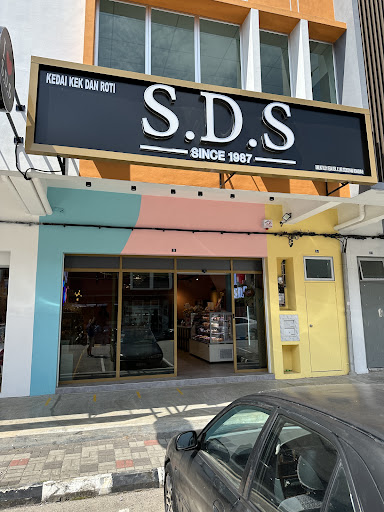 KEDAI KEK DAN ROTI
S.D.S
SINCE 1987